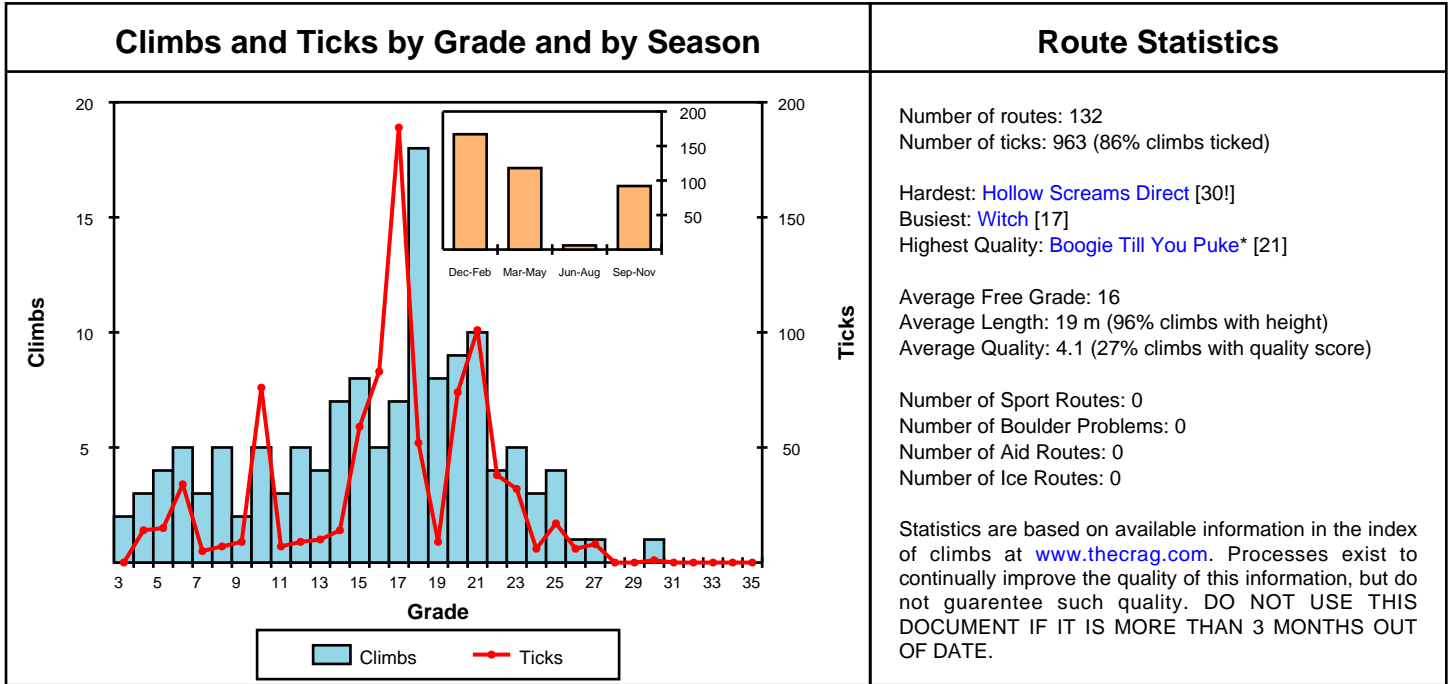 Climbs and Ticks by Grade and by Season
20
15
10
5
Climbs
200
150
100
50
Ticks
200
150
100
50
Dec-Feb Mar-May Jun-Aug Sep-Nov
3 5 7 9 11 13 15 17 19 21 23 25 27 29 31 33 35
Grade
Climbs Ticks
Route Statistics
Number of routes: 132
Number of ticks: 963 (86% climbs ticked)
Hardest: Hollow Screams Direct [30!]
Busiest: Witch [17]
Highest Quality: Boogie Till You Puke* [21]
Average Free Grade: 16
Average Length: 19 m (96% climbs with height)
Average Quality: 4.1 (27% climbs with quality score)
Number of Sport Routes: 0
Number of Boulder Problems: 0
Number of Aid Routes: 0
Number of Ice Routes: 0
Statistics are based on available information in the index
of climbs at www.thecrag.com. Processes exist to
continually improve the quality of this information, but do
not guarentee such quality. DO NOT USE THIS
DOCUMENT IF IT IS MORE THAN 3 MONTHS OUT
OF DATE.